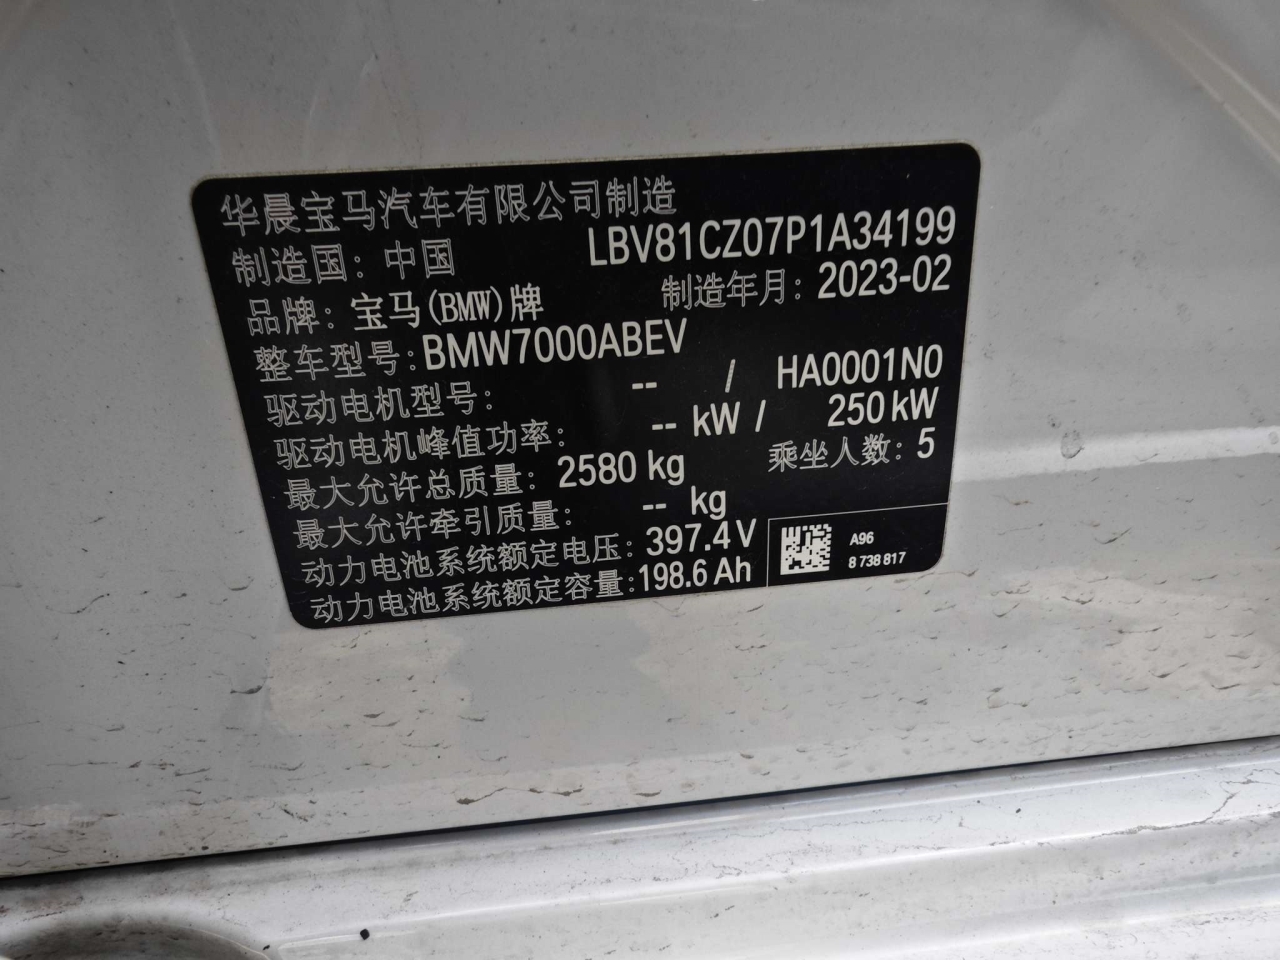 华晨宝马汽车有限公司制造
制造国：中国 LBV81CZ07P1A34199
品牌：宝马(BMW)牌 制造年月：2023-02
整车型号：BMW7000ABEV
驱动电机型号： -- / HA0001N0
驱动电机峰值功率： -- kW / 250 kW
最大允许总质量： 2580 kg 乘坐人数：5
最大允许牵引质量： -- kg
动力电池系统额定电压：397.4V
动力电池系统额定容量：198.6 Ah
A96
8 738 817